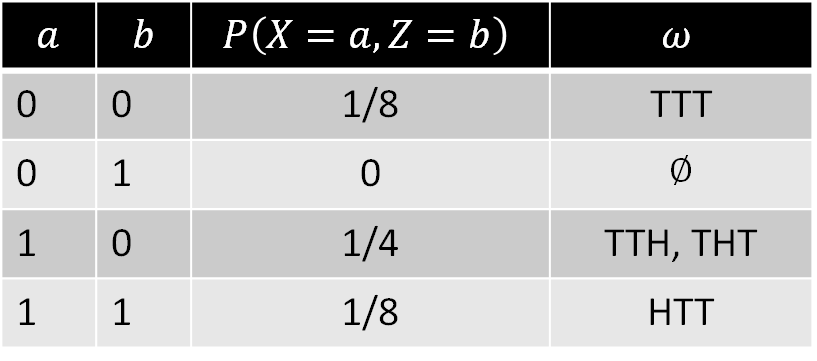 a b P(X = a, Z = b) ω
0 0 1/8 TTT
0 1 0 ∅
1 0 1/4 TTH, THT
1 1 1/8 HTT